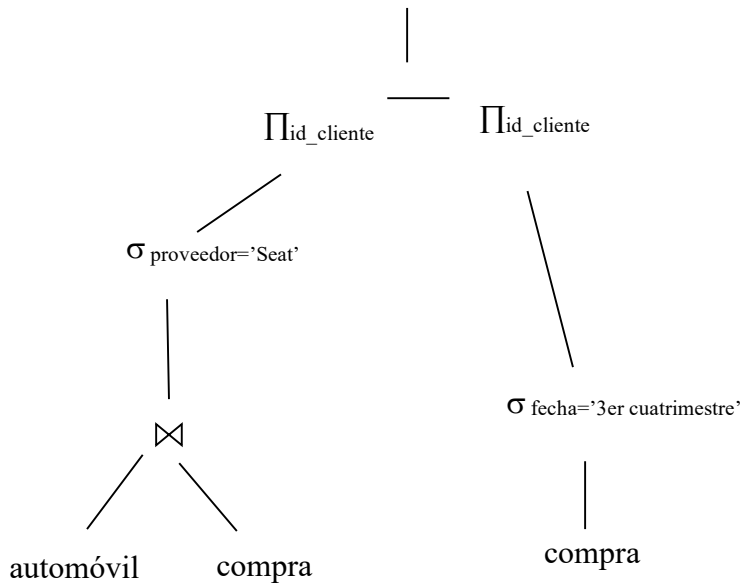 ∏id_cliente
∏id_cliente
σ proveedor=’Seat’
σ fecha=’3er cuatrimestre’
⋈
automóvil
compra
compra